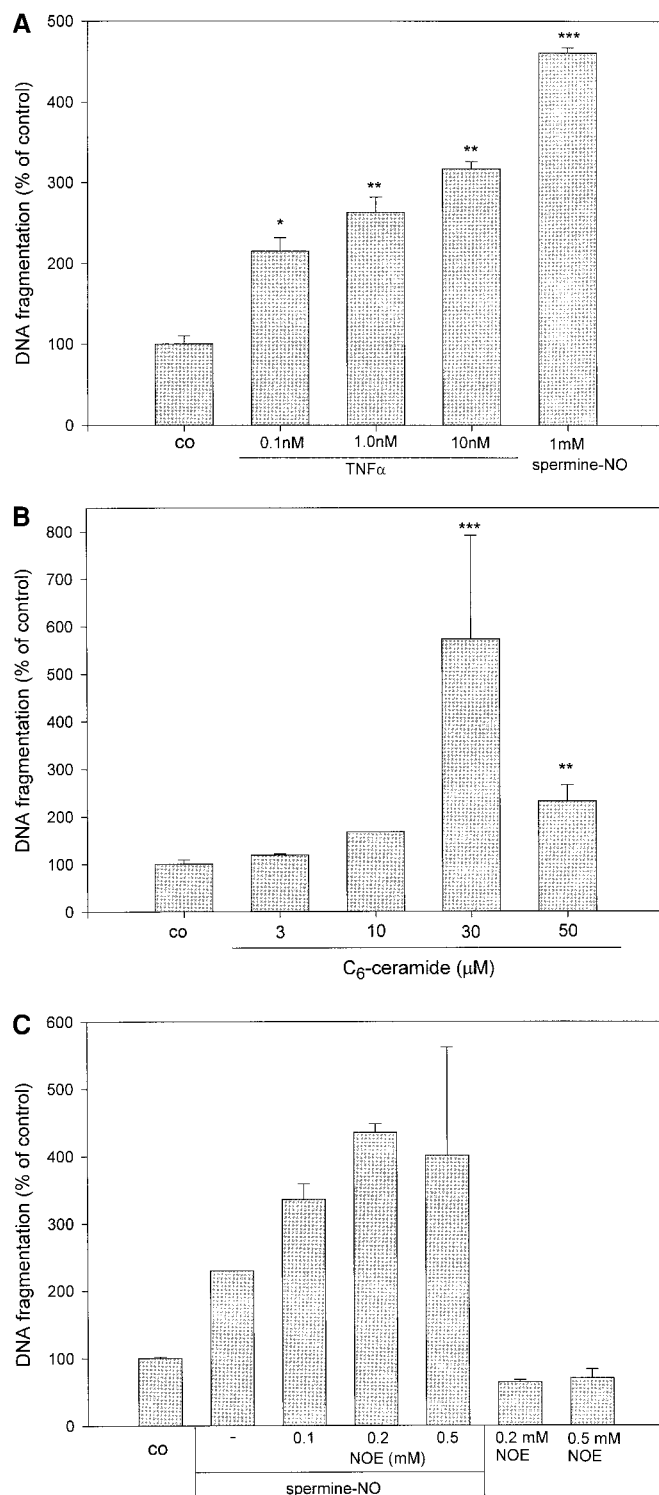 A
DNA fragmentation (% of control)
500
400
300
200
100
0
*
**
**
***
co
0.1nM
1.0nM
10nM
1mM
TNFα
spermine-NO
B
DNA fragmentation (% of control)
800
700
600
500
400
300
200
100
0
***
**
co
3
10
30
50
C6-ceramide (μM)
C
DNA fragmentation (% of control)
600
500
400
300
200
100
0
co
-
0.1
0.2
0.5
0.2 mM
NOE
0.5 mM
NOE
NOE (mM)
spermine-NO